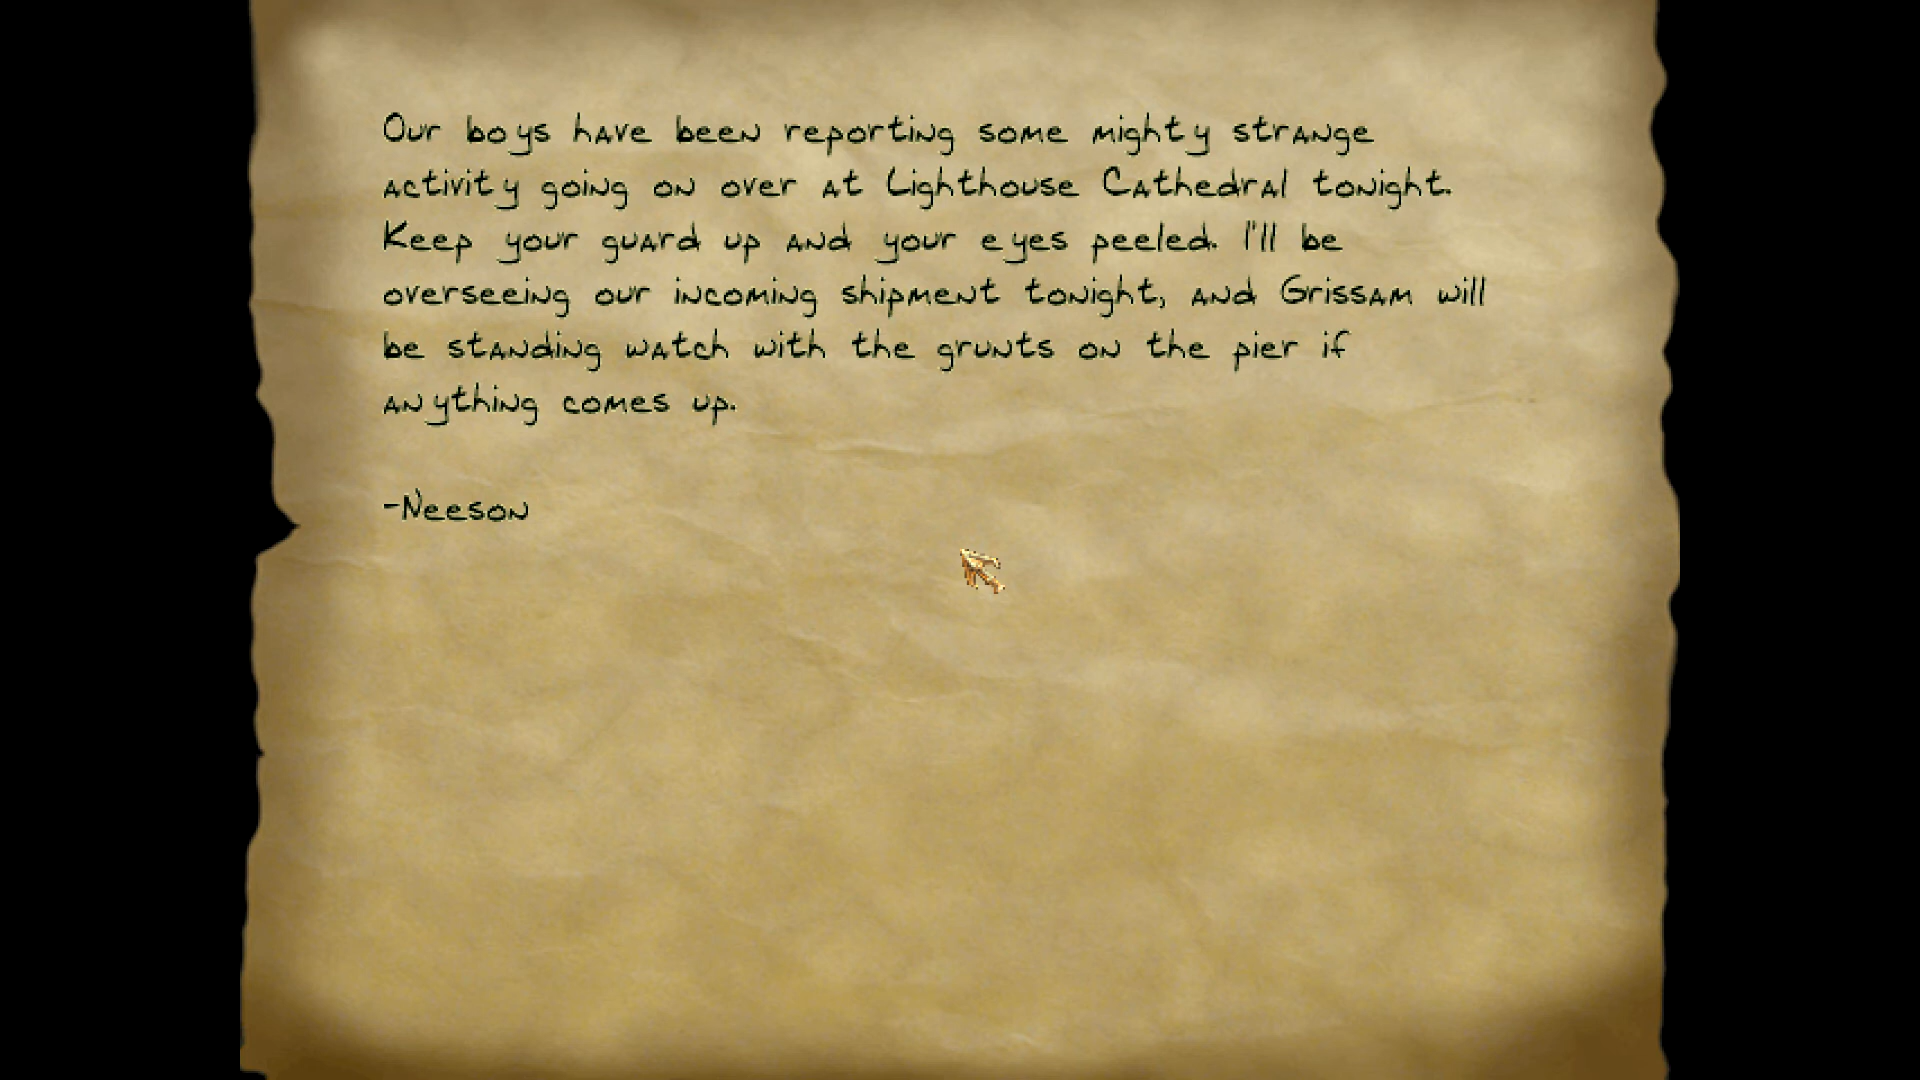 Our boys have been reporting some mighty strange
activity going on over at Lighthouse Cathedral tonight.
Keep your guard up and your eyes peeled. I'll be
overseeing our incoming shipment tonight, and Grissam will
be standing watch with the grunts on the pier if
anything comes up.
-Neeson